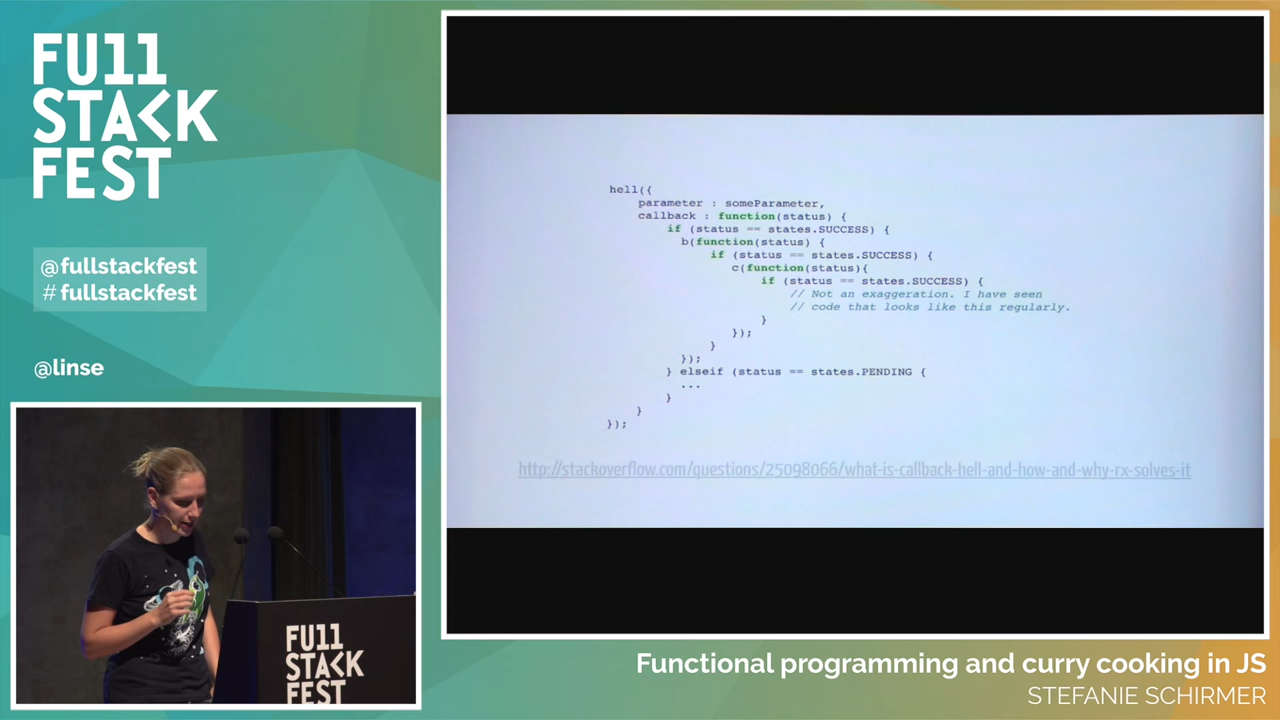 FU11
STACK
FEST
@fullstackfest
# fullstackfest
@linse
hell({
parameter : someParameter,
callback : function(status) {
if (status == states.SUCCESS) {
b(function(status) {
if (status == states.SUCCESS) {
c(function(status){
if (status == states.SUCCESS) {
// Not an exaggeration. I have seen
// code that looks like this regularly.
}
});
}
});
} elseif (status == states.PENDING {
...
}
}
});
http://stackoverflow.com/questions/25098066/what-is-callback-hell-and-how-and-why-rx-solves-it
FU11
STACK
FEST
Functional programming and curry cooking in JS
STEFANIE SCHIRMER